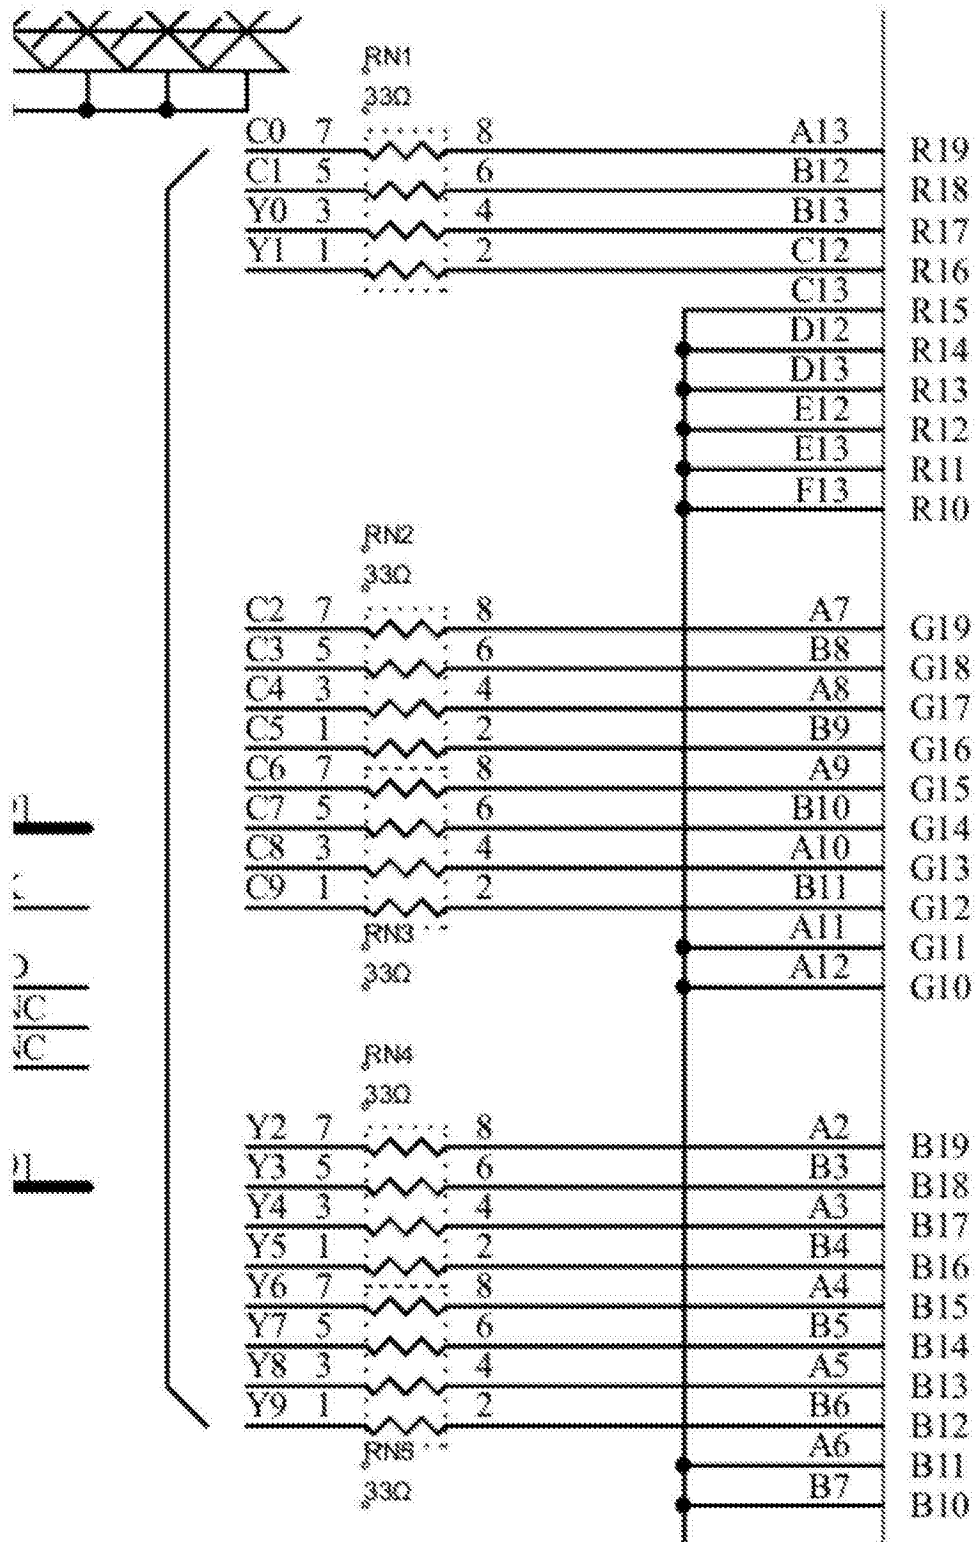 RN1
33Ω
C0 7 8 A13 R19
C1 5 6 B12 R18
Y0 3 4 B13 R17
Y1 1 2 C12 R16
C13 R15
D12 R14
D13 R13
E12 R12
E13 R11
F13 R10
RN2
33Ω
C2 7 8 A7 G19
C3 5 6 B8 G18
C4 3 4 A8 G17
C5 1 2 B9 G16
C6 7 8 A9 G15
C7 5 6 B10 G14
C8 3 4 A10 G13
C9 1 2 B11 G12
RN3 A11 G11
33Ω A12 G10
NC
NC
RN4
33Ω
Y2 7 8 A2 B19
Y3 5 6 B3 B18
Y4 3 4 A3 B17
Y5 1 2 B4 B16
Y6 7 8 A4 B15
Y7 5 6 B5 B14
Y8 3 4 A5 B13
Y9 1 2 B6 B12
RN5 A6 B11
33Ω B7 B10